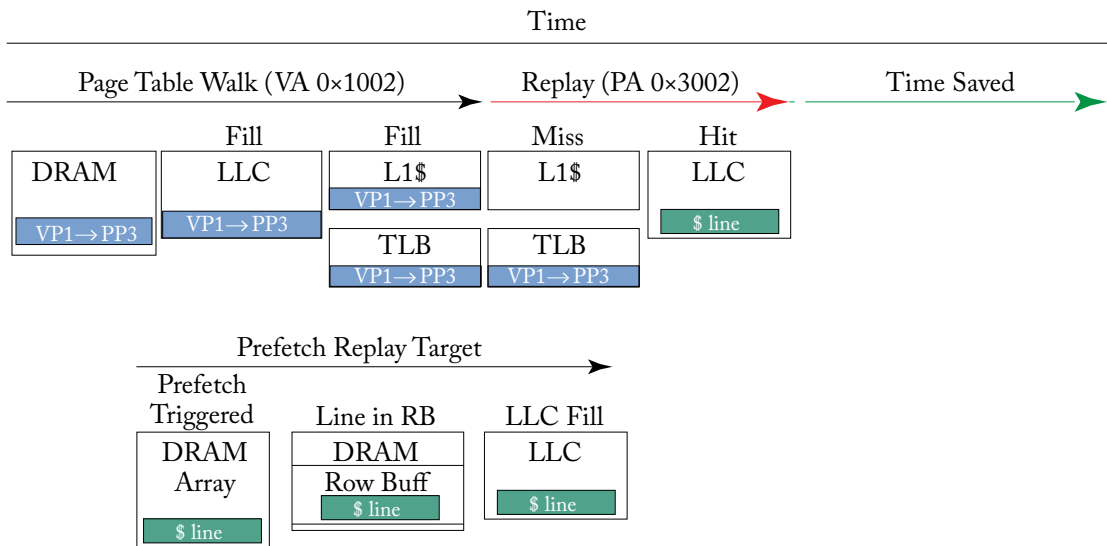 Time
Page Table Walk (VA 0×1002)
Replay (PA 0×3002)
Time Saved
Fill
Fill
Miss
Hit
DRAM
LLC
L1$
L1$
LLC
VP1→PP3
VP1→PP3
VP1→PP3
$ line
TLB
TLB
VP1→PP3
VP1→PP3
Prefetch Replay Target
Prefetch
Triggered
Line in RB
LLC Fill
DRAM
Array
DRAM
Row Buff
LLC
$ line
$ line
$ line